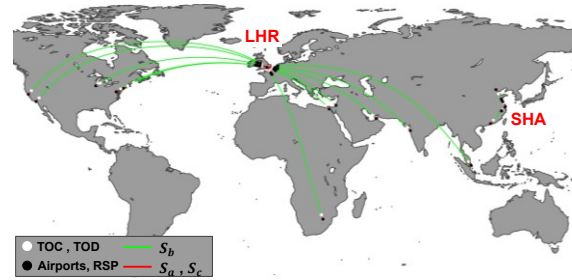 LHR
SHA
TOC , TOD S_b
Airports, RSP S_a , S_c